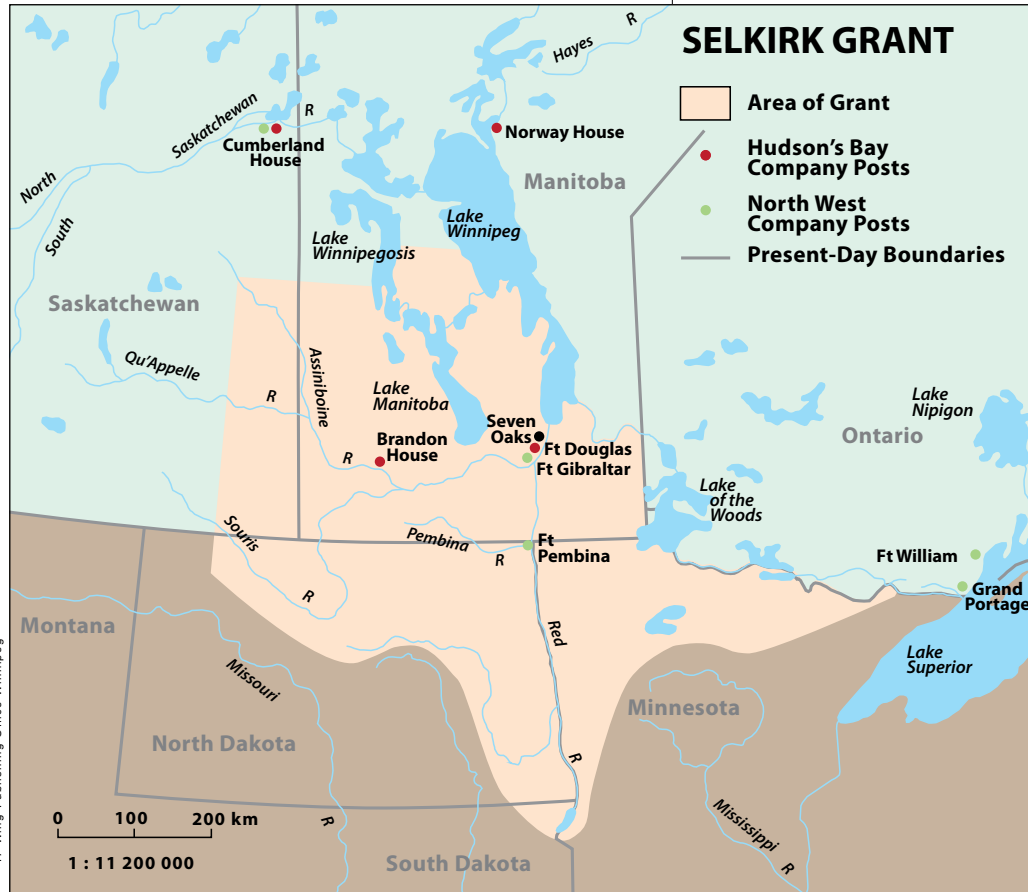 SELKIRK GRANT
Area of Grant
Hudson's Bay
Company Posts
North West
Company Posts
Present-Day Boundaries
Hayes
R
Saskatchewan
R
North
South
Cumberland
House
Norway House
Manitoba
Lake
Winnipeg
Lake
Winnipegosis
Saskatchewan
Qu'Appelle
R
Assiniboine
R
Lake
Manitoba
Brandon
House
Seven
Oaks
Ft Douglas
Ft Gibraltar
Lake
Nipigon
Ontario
Lake
of the
Woods
Souris
R
Pembina
R
Ft
Pembina
Ft William
Grand
Portage
Lake
Superior
Montana
Missouri
R
Red
R
Minnesota
North Dakota
Mississippi
R
South Dakota
0 100 200 km
1 : 11 200 000